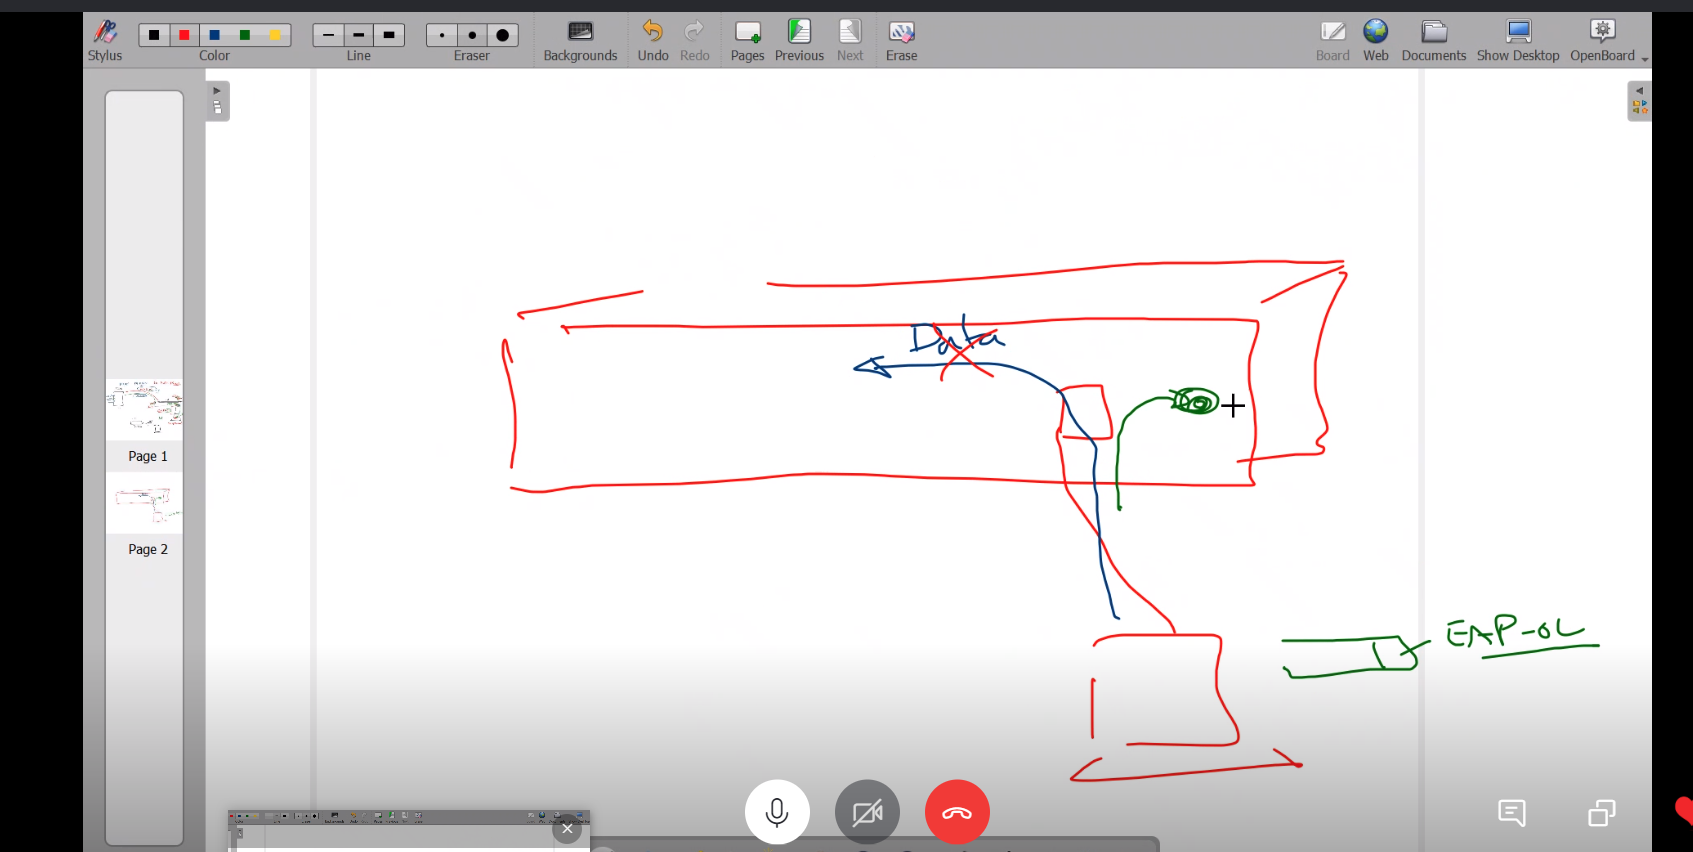 Stylus
Color
Line
Eraser
Backgrounds
Undo
Redo
Pages
Previous
Next
Erase
Board
Web
Documents
Show Desktop
OpenBoard
Page 1
Page 2
Data
EAP-OL